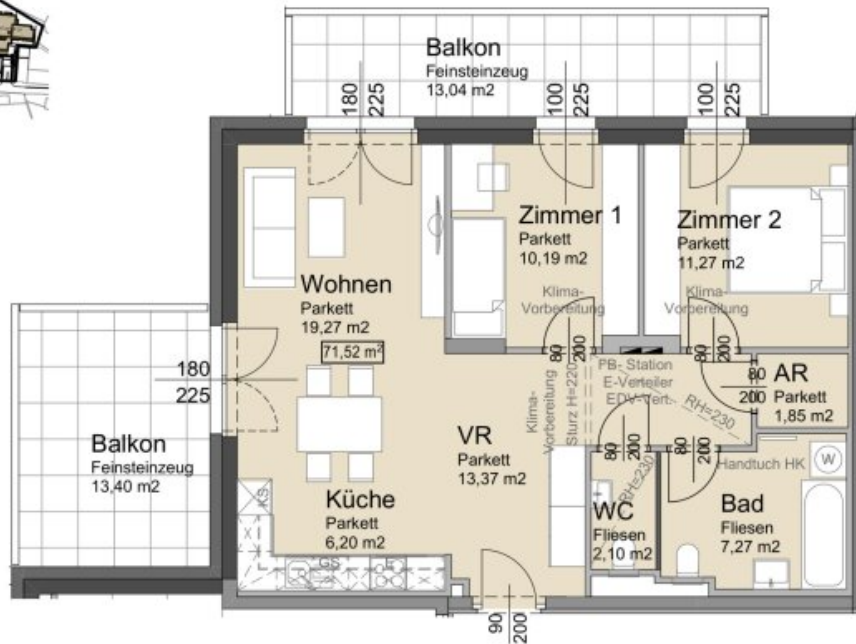 Balkon
Feinsteinzeug
13,04 m2
180
225
100
225
100
225
Zimmer 1
Parkett
10,19 m2
Klima-
Vorbereitung
Zimmer 2
Parkett
11,27 m2
Klima-
Vorbereitung
Wohnen
Parkett
19,27 m2
71,52 m²
180
225
Balkon
Feinsteinzeug
13,40 m2
80
200
80
200
PB- Station
E-Verteiler
EDV-Vert.
RH=230
80
200
AR
Parkett
1,85 m2
Klima-
Vorbereitung
Sturz H=220
VR
Parkett
13,37 m2
80
200
80
200
Handtuch HK
W
RH=230
Küche
Parkett
6,20 m2
KS
GS
E
WC
Fliesen
2,10 m2
Bad
Fliesen
7,27 m2
90
200